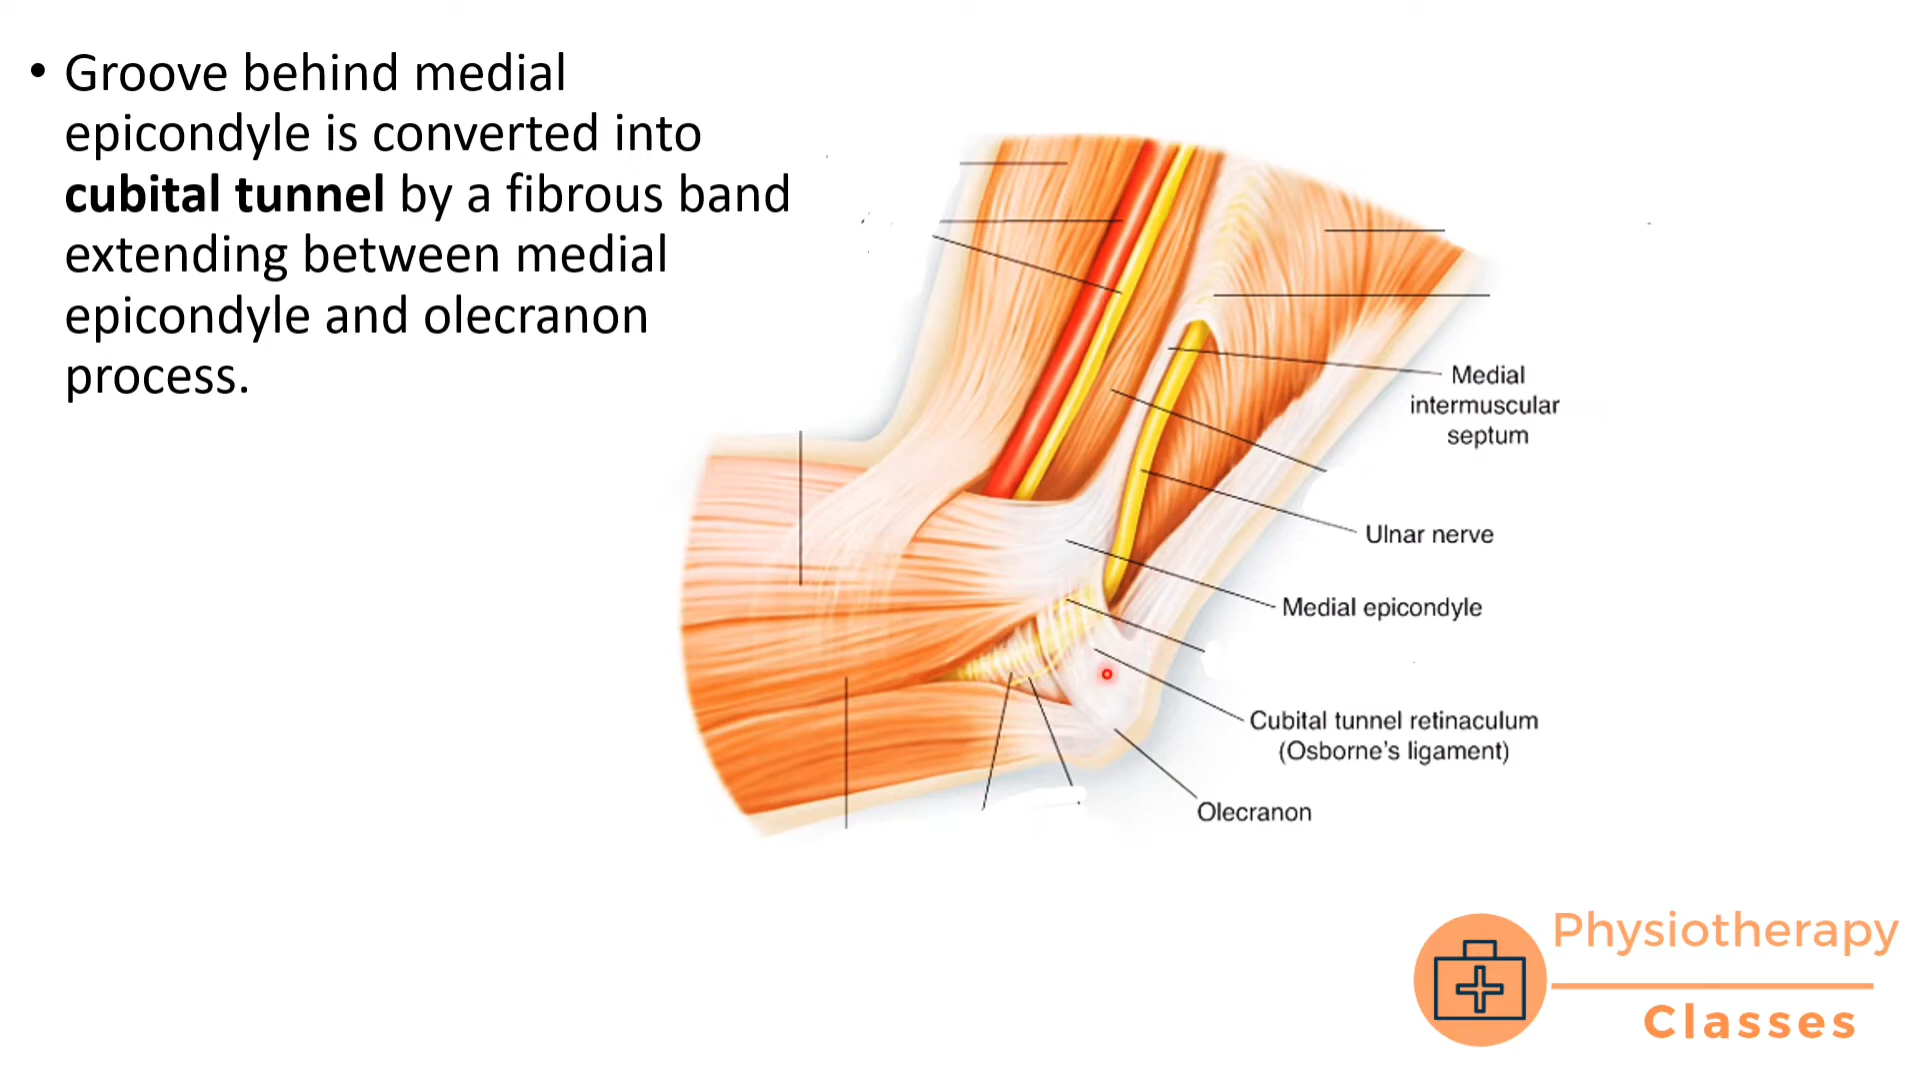 • Groove behind medial
epicondyle is converted into
cubital tunnel by a fibrous band
extending between medial
epicondyle and olecranon
process.
Medial
intermuscular
septum
Ulnar nerve
Medial epicondyle
Cubital tunnel retinaculum
(Osborne's ligament)
Olecranon
Physiotherapy
Classes